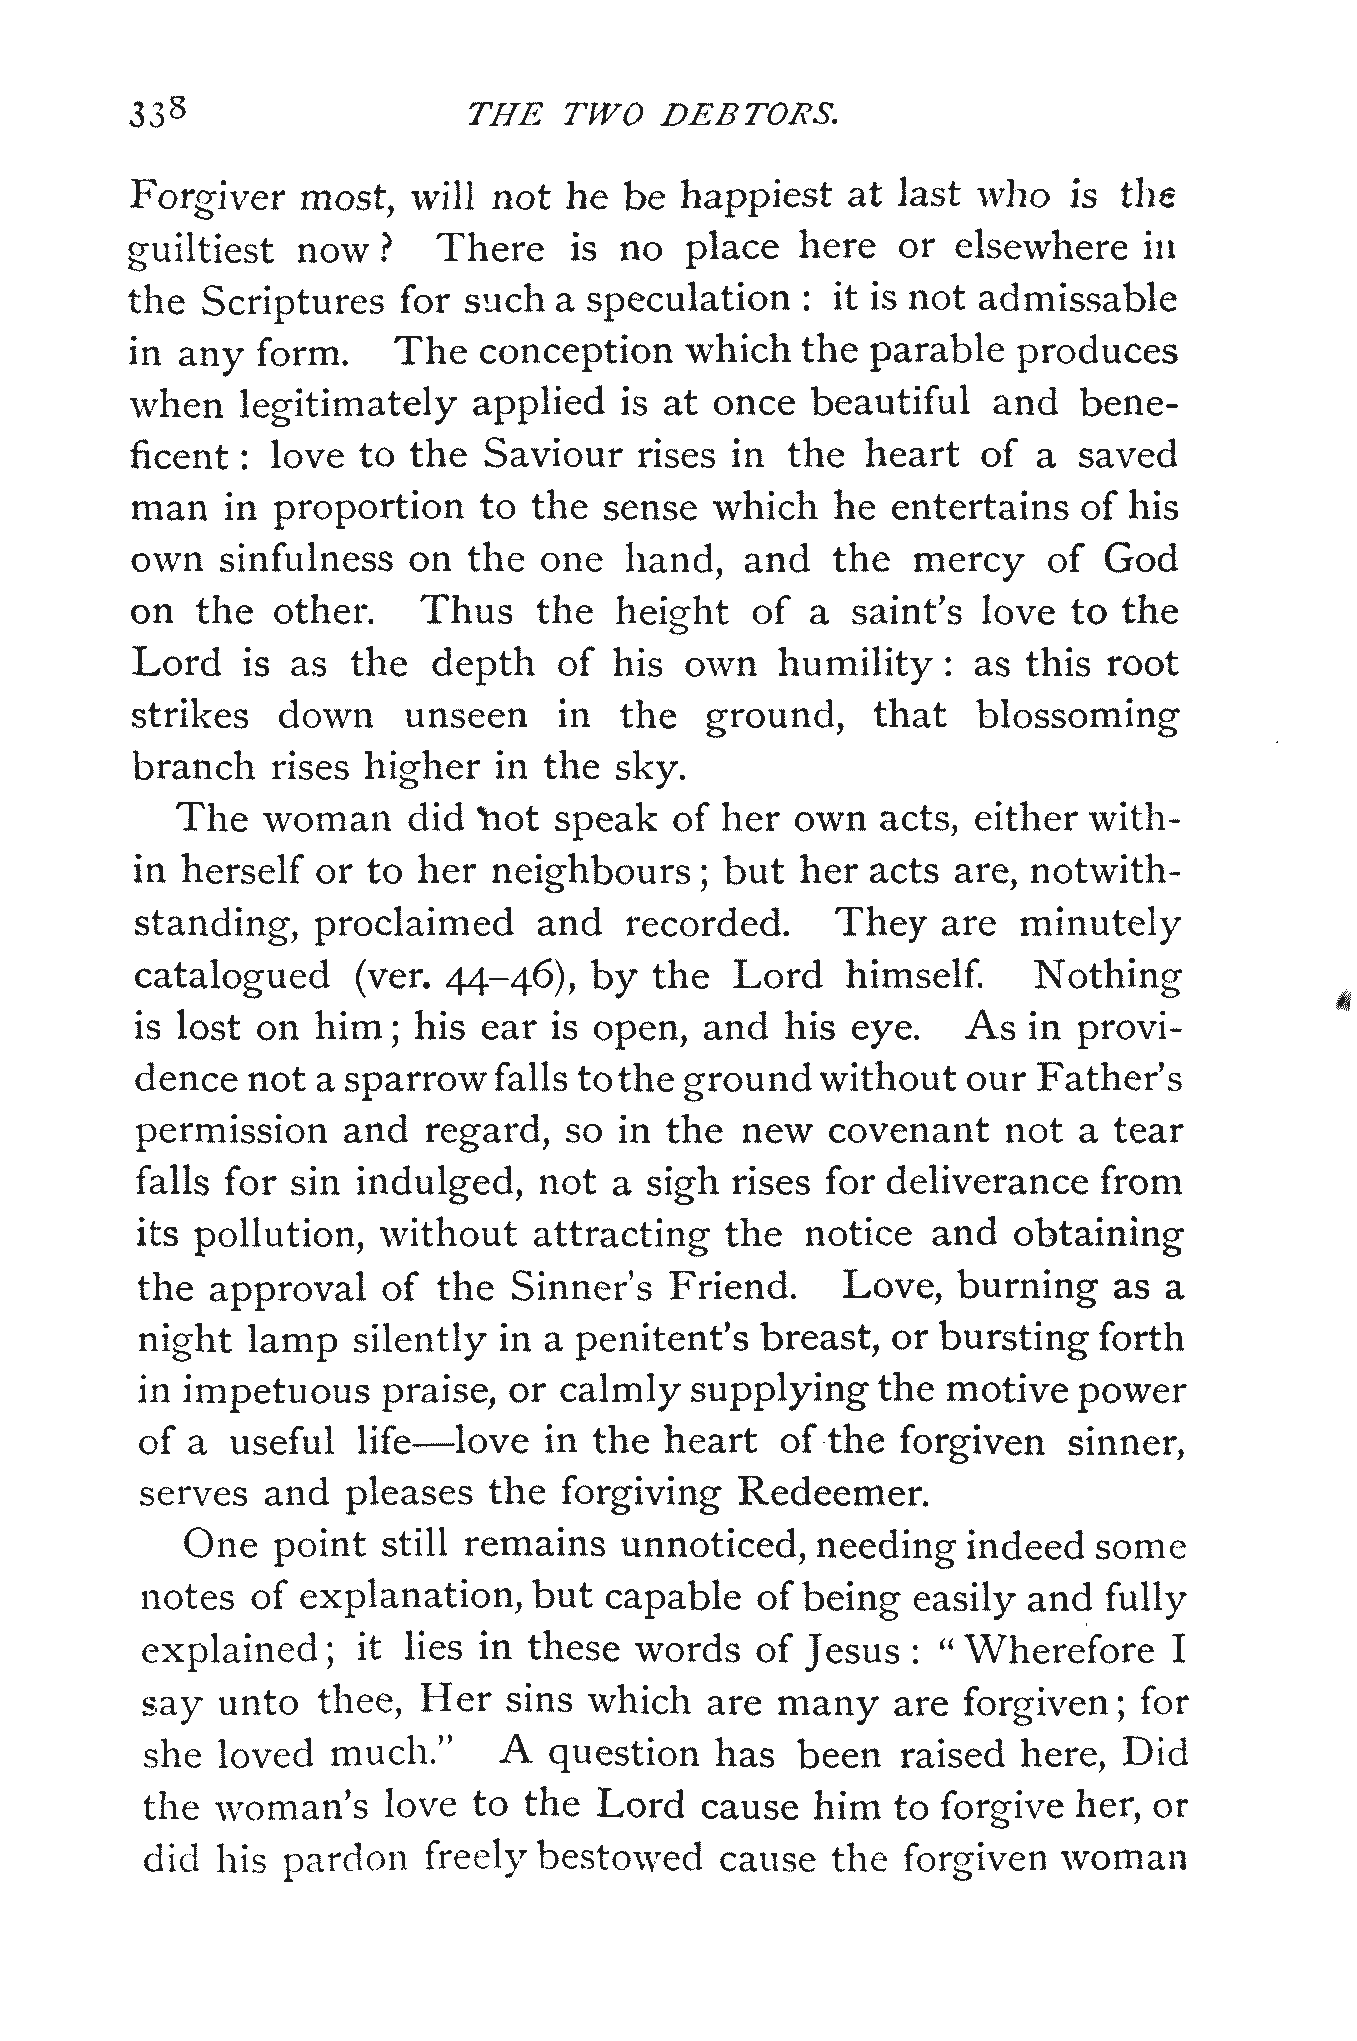 338 THE TWO DEBTORS.
Forgiver most, will not he be happiest at last who is the
guiltiest now ? There is no place here or elsewhere in
the Scriptures for such a speculation : it is not admissable
in any form. The conception which the parable produces
when legitimately applied is at once beautiful and bene-
ficent : love to the Saviour rises in the heart of a saved
man in proportion to the sense which he entertains of his
own sinfulness on the one hand, and the mercy of God
on the other. Thus the height of a saint's love to the
Lord is as the depth of his own humility : as this root
strikes down unseen in the ground, that blossoming
branch rises higher in the sky.
The woman did not speak of her own acts, either with-
in herself or to her neighbours ; but her acts are, notwith-
standing, proclaimed and recorded. They are minutely
catalogued (ver. 44–46), by the Lord himself. Nothing
is lost on him ; his ear is open, and his eye. As in provi-
dence not a sparrow falls to the ground without our Father's
permission and regard, so in the new covenant not a tear
falls for sin indulged, not a sigh rises for deliverance from
its pollution, without attracting the notice and obtaining
the approval of the Sinner's Friend. Love, burning as a
night lamp silently in a penitent's breast, or bursting forth
in impetuous praise, or calmly supplying the motive power
of a useful life—love in the heart of the forgiven sinner,
serves and pleases the forgiving Redeemer.
One point still remains unnoticed, needing indeed some
notes of explanation, but capable of being easily and fully
explained ; it lies in these words of Jesus : " Wherefore I
say unto thee, Her sins which are many are forgiven ; for
she loved much." A question has been raised here, Did
the woman's love to the Lord cause him to forgive her, or
did his pardon freely bestowed cause the forgiven woman